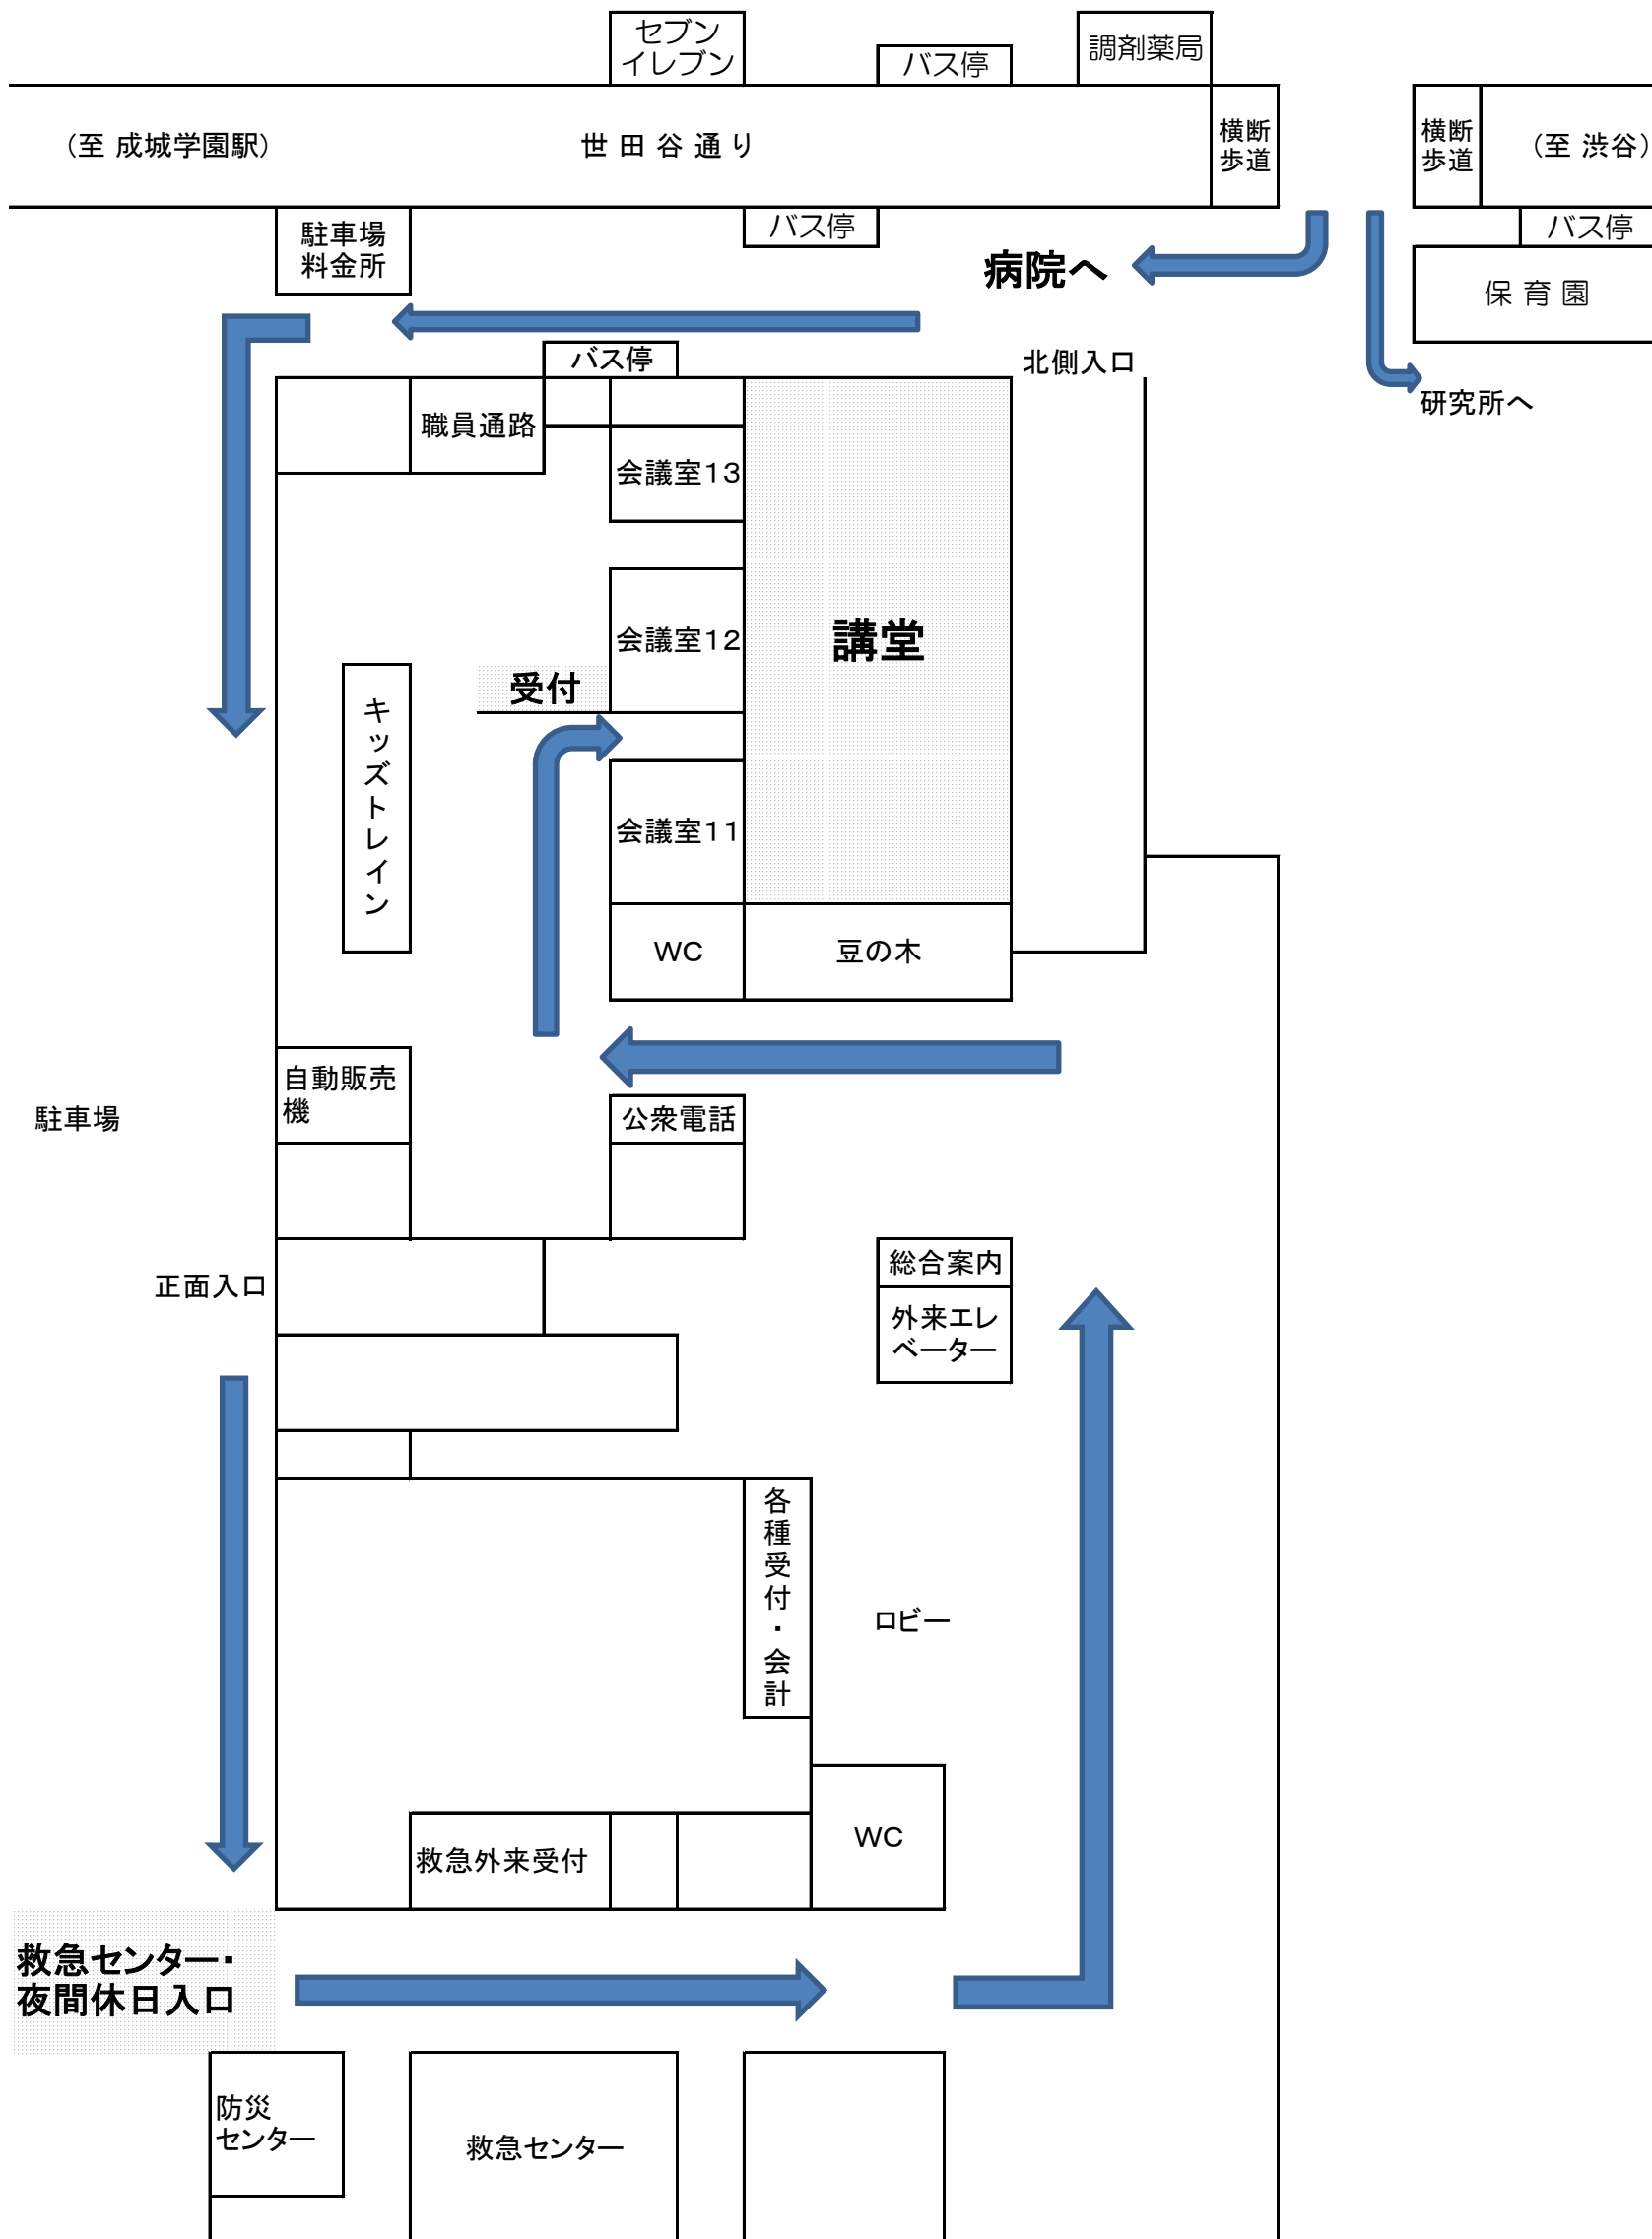 セブン
イレブン
バス停
調剤薬局
（至 成城学園駅）
世 田 谷 通 り
横断
歩道
横断
歩道
（至 渋谷）
駐車場
料金所
バス停
バス停
病院へ
保 育 園
バス停
北側入口
研究所へ
職員通路
会議室１３
会議室１２
講堂
受付
キッズトレイン
会議室１１
WC
豆の木
自動販売
機
駐車場
公衆電話
正面入口
総合案内
外来エレ
ベーター
各種受付・会計
ロビー
WC
救急外来受付
救急センター・
夜間休日入口
防災
センター
救急センター